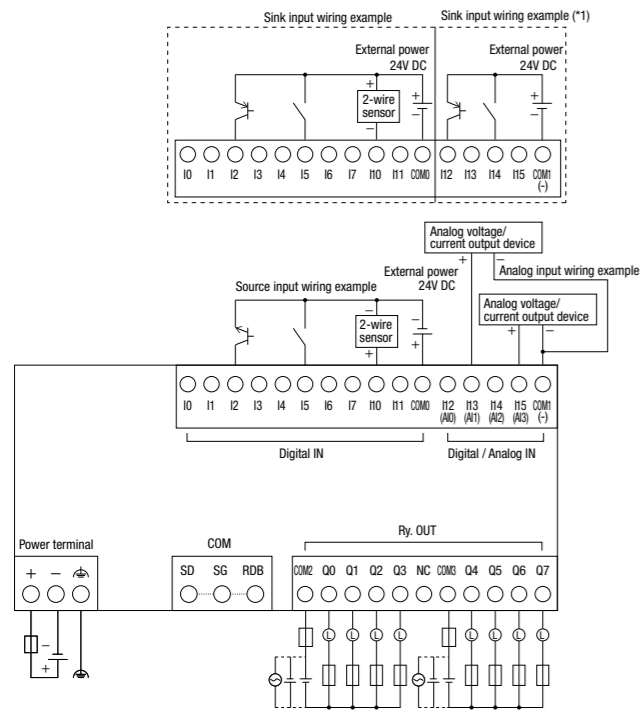 Sink input wiring example
Sink input wiring example (*1)
External power
24V DC
External power
24V DC
+
2-wire
sensor
−
+
−
+
−
I0 I1 I2 I3 I4 I5 I6 I7 I10 I11 COM0 I12 I13 I14 I15 COM1
(-)
Analog voltage/
current output device
+ −
Analog input wiring example
External power
24V DC
Source input wiring example
Analog voltage/
current output device
+ −
−
2-wire
sensor
+
−
+
I0 I1 I2 I3 I4 I5 I6 I7 I10 I11 COM0 I12 I13 I14 I15 COM1
(AI0) (AI1) (AI2) (AI3) (-)
Digital IN
Digital / Analog IN
Power terminal
COM
Ry. OUT
+ −
SD SG RDB
COM2 Q0 Q1 Q2 Q3 NC COM3 Q4 Q5 Q6 Q7
−
+
L L L L L L L L